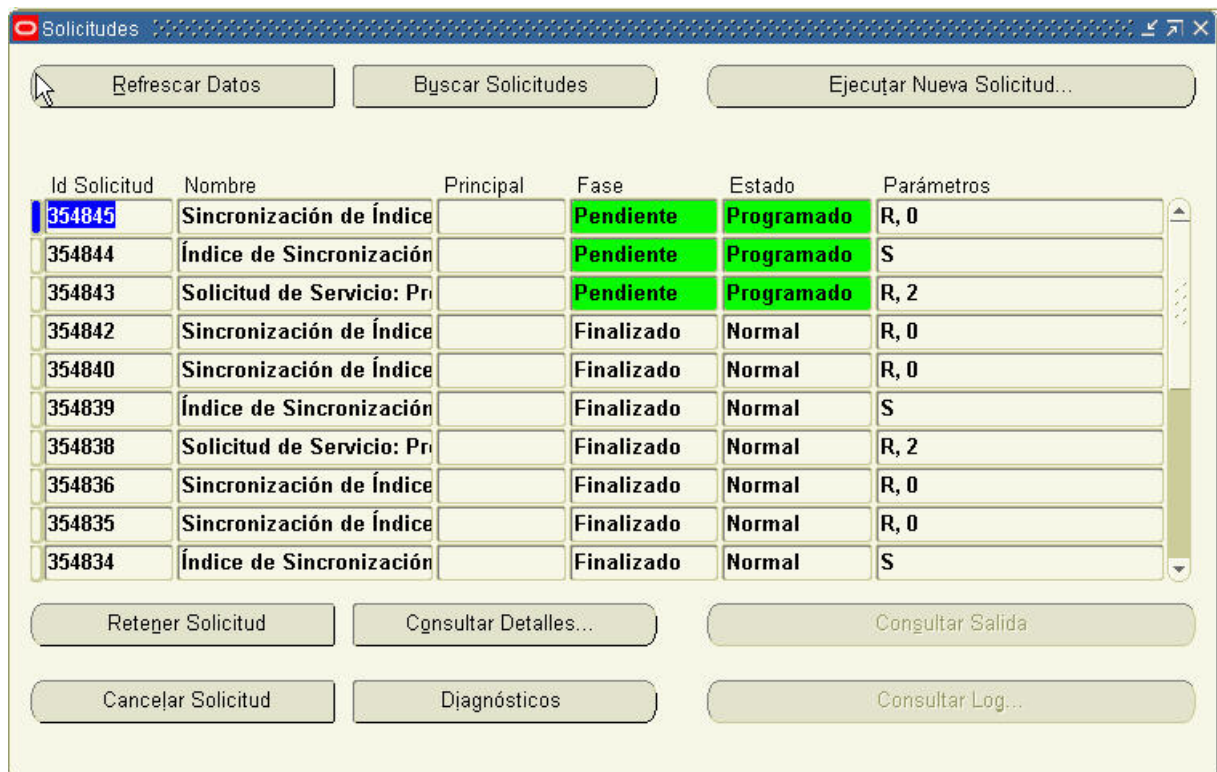 Solicitudes
Refrescar Datos Buscar Solicitudes Ejecutar Nueva Solicitud...
Id Solicitud Nombre Principal Fase Estado Parámetros
354845 Sincronización de Índice Pendiente Programado R, 0
354844 Índice de Sincronización Pendiente Programado S
354843 Solicitud de Servicio: Pr Pendiente Programado R, 2
354842 Sincronización de Índice Finalizado Normal R, 0
354840 Sincronización de Índice Finalizado Normal R, 0
354839 Índice de Sincronización Finalizado Normal S
354838 Solicitud de Servicio: Pr Finalizado Normal R, 2
354836 Sincronización de Índice Finalizado Normal R, 0
354835 Sincronización de Índice Finalizado Normal R, 0
354834 Índice de Sincronización Finalizado Normal S
Retener Solicitud Consultar Detalles... Consultar Salida
Cancelar Solicitud Diagnósticos Consultar Log...